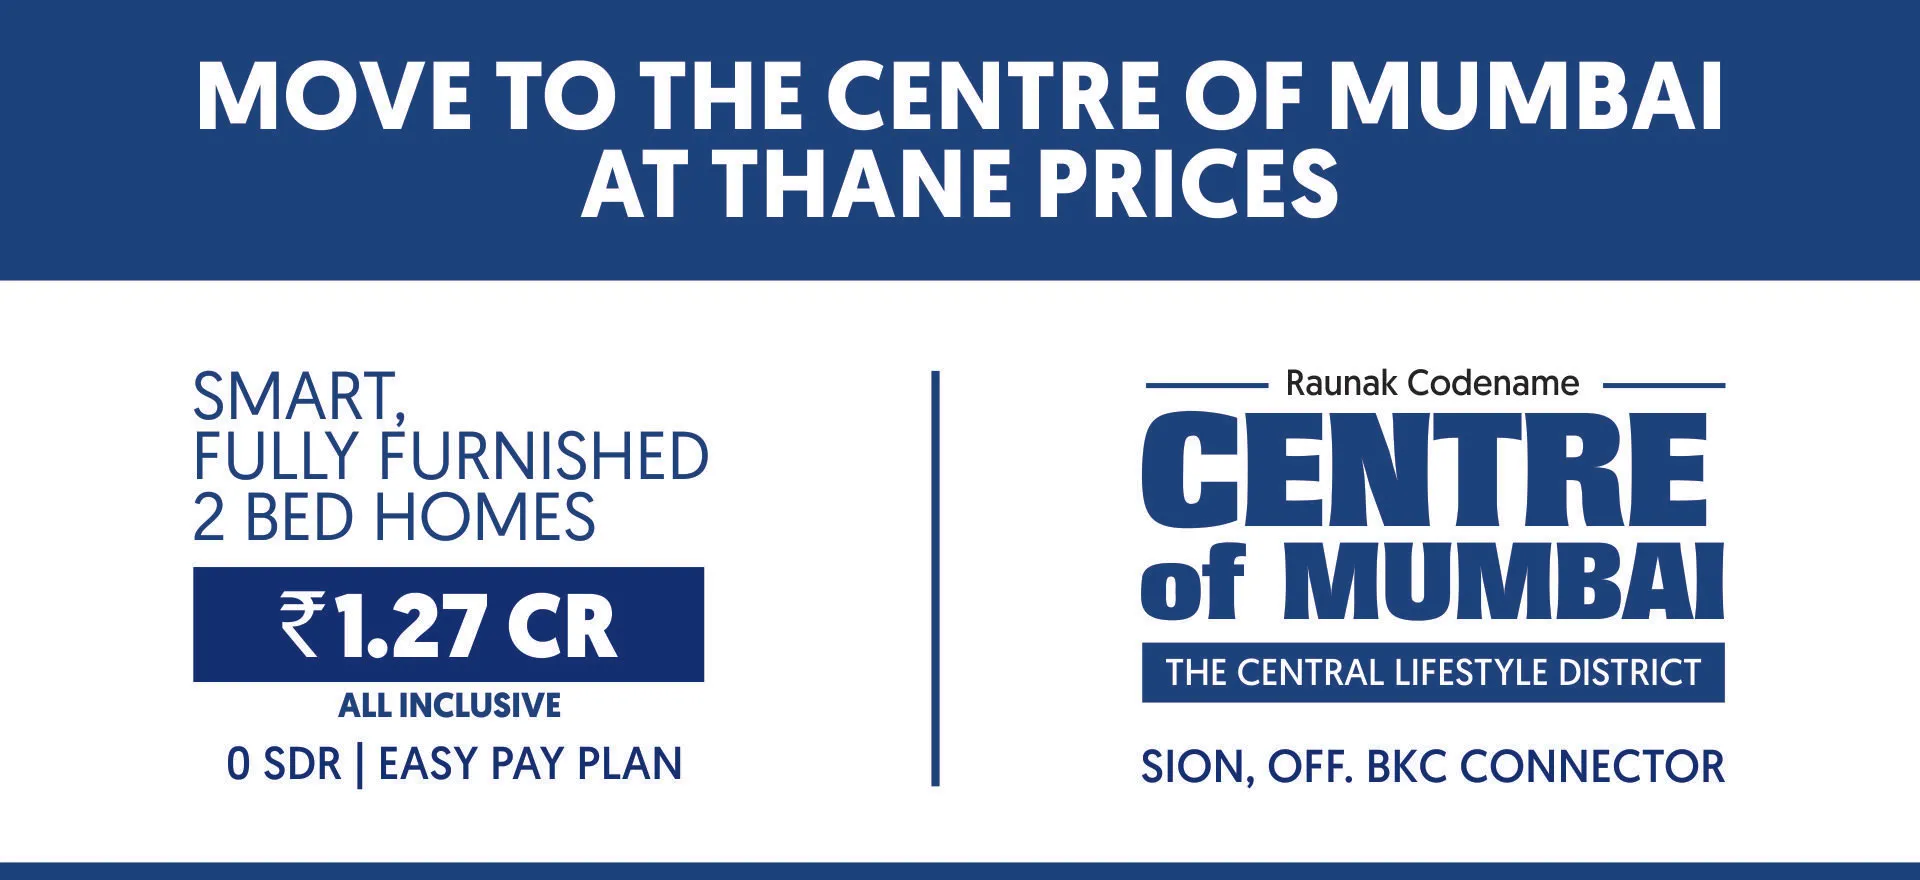 MOVE TO THE CENTRE OF MUMBAI
AT THANE PRICES
SMART,
FULLY FURNISHED
2 BED HOMES
₹1.27 CR
ALL INCLUSIVE
0 SDR | EASY PAY PLAN
Raunak Codename
CENTRE
of MUMBAI
THE CENTRAL LIFESTYLE DISTRICT
SION, OFF. BKC CONNECTOR